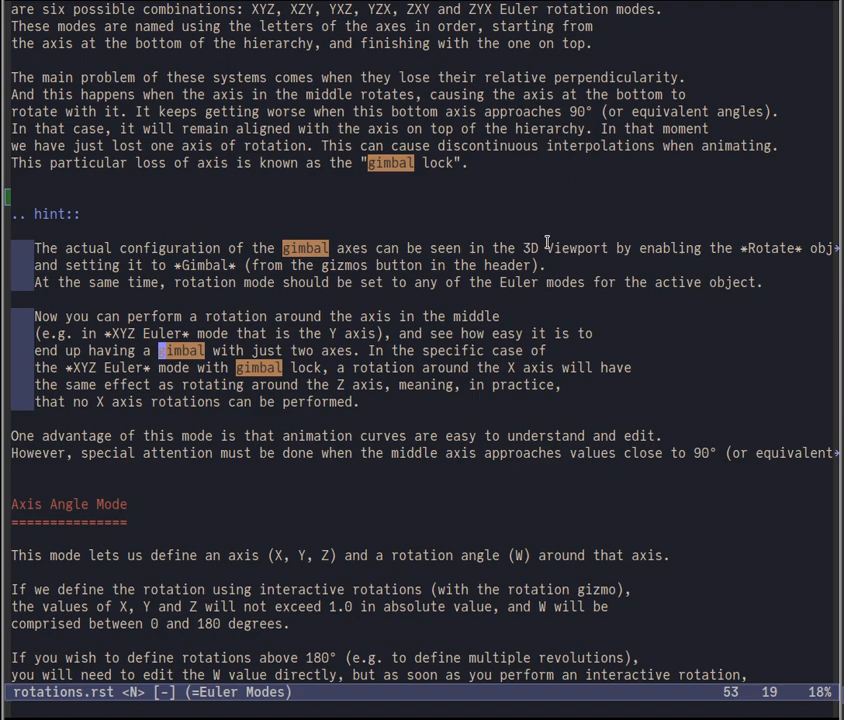 are six possible combinations: XYZ, XZY, YXZ, YZX, ZXY and ZYX Euler rotation modes.
These modes are named using the letters of the axes in order, starting from
the axis at the bottom of the hierarchy, and finishing with the one on top.
The main problem of these systems comes when they lose their relative perpendicularity.
And this happens when the axis in the middle rotates, causing the axis at the bottom to
rotate with it. It keeps getting worse when this bottom axis approaches 90° (or equivalent angles).
In that case, it will remain aligned with the axis on top of the hierarchy. In that moment
we have just lost one axis of rotation. This can cause discontinuous interpolations when animating.
This particular loss of axis is known as the "gimbal lock".
.. hint::
The actual configuration of the gimbal axes can be seen in the 3D Viewport by enabling the *Rotate* obj
and setting it to *Gimbal* (from the gizmos button in the header).
At the same time, rotation mode should be set to any of the Euler modes for the active object.
Now you can perform a rotation around the axis in the middle
(e.g. in *XYZ Euler* mode that is the Y axis), and see how easy it is to
end up having a gimbal with just two axes. In the specific case of
the *XYZ Euler* mode with gimbal lock, a rotation around the X axis will have
the same effect as rotating around the Z axis, meaning, in practice,
that no X axis rotations can be performed.
One advantage of this mode is that animation curves are easy to understand and edit.
However, special attention must be done when the middle axis approaches values close to 90° (or equivalent
Axis Angle Mode
===============
This mode lets us define an axis (X, Y, Z) and a rotation angle (W) around that axis.
If we define the rotation using interactive rotations (with the rotation gizmo),
the values of X, Y and Z will not exceed 1.0 in absolute value, and W will be
comprised between 0 and 180 degrees.
If you wish to define rotations above 180° (e.g. to define multiple revolutions),
you will need to edit the W value directly, but as soon as you perform an interactive rotation,
rotations.rst <N> [-] (=Euler Modes) 53 19 18%